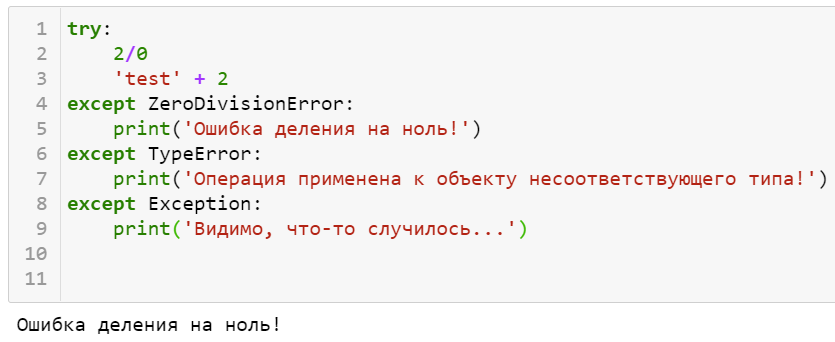 1 try:
2     2/0
3     'test' + 2
4 except ZeroDivisionError:
5     print('Ошибка деления на ноль!')
6 except TypeError:
7     print('Операция применена к объекту несоответствующего типа!')
8 except Exception:
9     print('Видимо, что-то случилось...')
10
11
Ошибка деления на ноль!